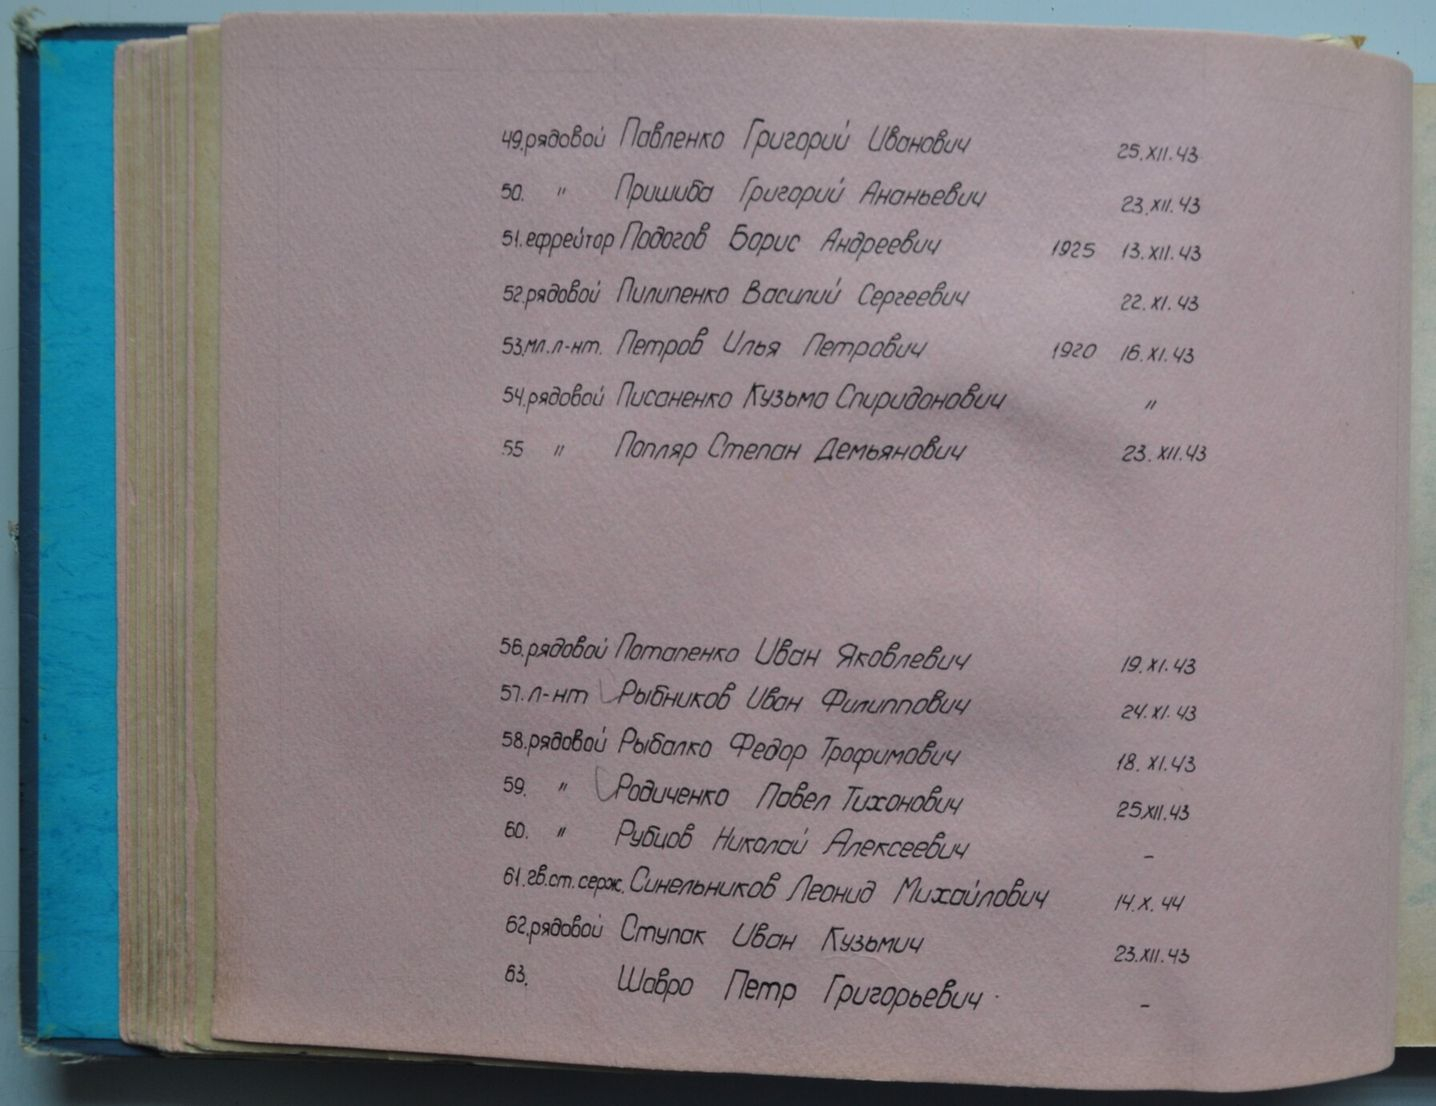 49. рядовой Павленко Григорий Иванович 25.XII.43
50. " Пришиба Григорий Ананьевич 23.XII.43
51. ефрейтор Подогов Борис Андреевич 1925 13.XII.43
52. рядовой Пилипенко Василий Сергеевич 22.XI.43
53. мл. л-нт. Петров Илья Петрович 1920 16.XI.43
54. рядовой Писаненко Кузьма Спиридонович "
55 " Попляр Степан Демьянович 23.XII.43
56. рядовой Потапенко Иван Яковлевич 19.XI.43
57. л-нт Рыбников Иван Филиппович 24.XI.43
58. рядовой Рыбалко Федор Трофимович 18.XI.43
59. " Родиченко Павел Тихонович 25.XII.43
60. " Рубцов Николай Алексеевич –
61. гв. ст. серж. Синельников Леонид Михайлович 14.X.44
62. рядовой Ступак Иван Кузьмич 23.XII.43
63. Шавро Петр Григорьевич –